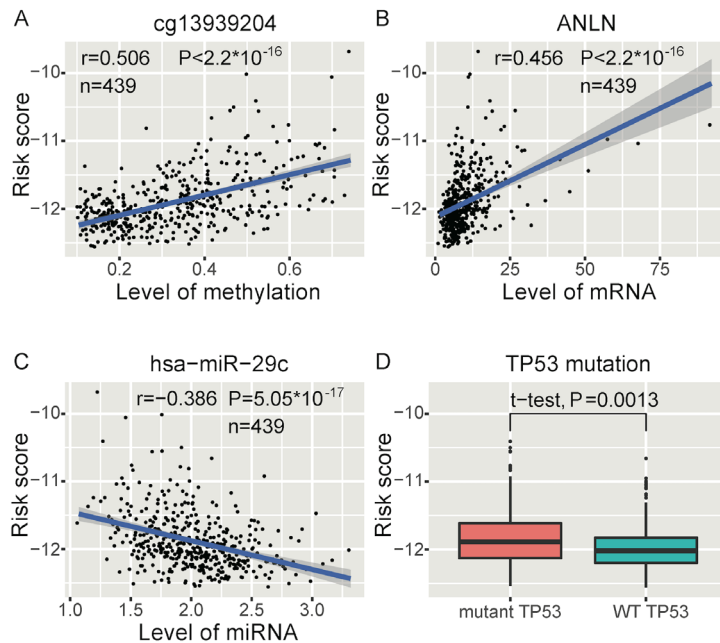 A
cg13939204
r=0.506 P<2.2*10-16
n=439
Risk score
−10
−11
−12
0.2 0.4 0.6
Level of methylation
B
ANLN
r=0.456 P<2.2*10-16
n=439
Risk score
−10
−11
−12
0 25 50 75
Level of mRNA
C
hsa−miR−29c
r=−0.386 P=5.05*10-17
n=439
Risk score
−10
−11
−12
1.0 1.5 2.0 2.5 3.0
Level of miRNA
D
TP53 mutation
t−test, P=0.0013
Risk score
−10
−11
−12
mutant TP53 WT TP53